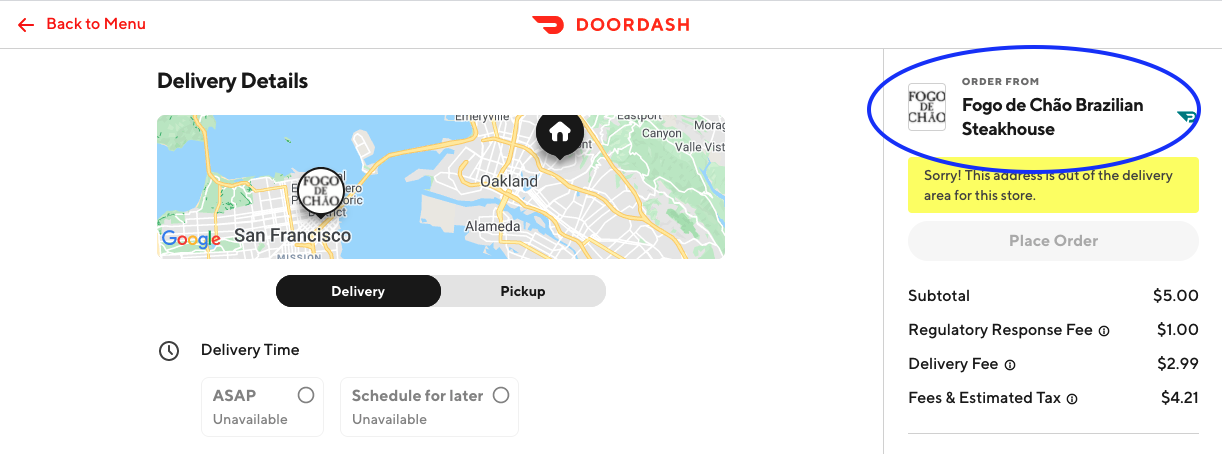 Back to Menu
DOORDASH
Delivery Details
Emeryville
Canyon
Valle Vist
Oakland
Alameda
FOGO
DE
CHÃO
Google
San Francisco
MISSION
Delivery
Pickup
Delivery Time
ASAP
Unavailable
Schedule for later
Unavailable
FOGO
DE
CHÃO
ORDER FROM
Fogo de Chão Brazilian
Steakhouse
Sorry! This address is out of the delivery
area for this store.
Place Order
Subtotal $5.00
Regulatory Response Fee $1.00
Delivery Fee $2.99
Fees & Estimated Tax $4.21